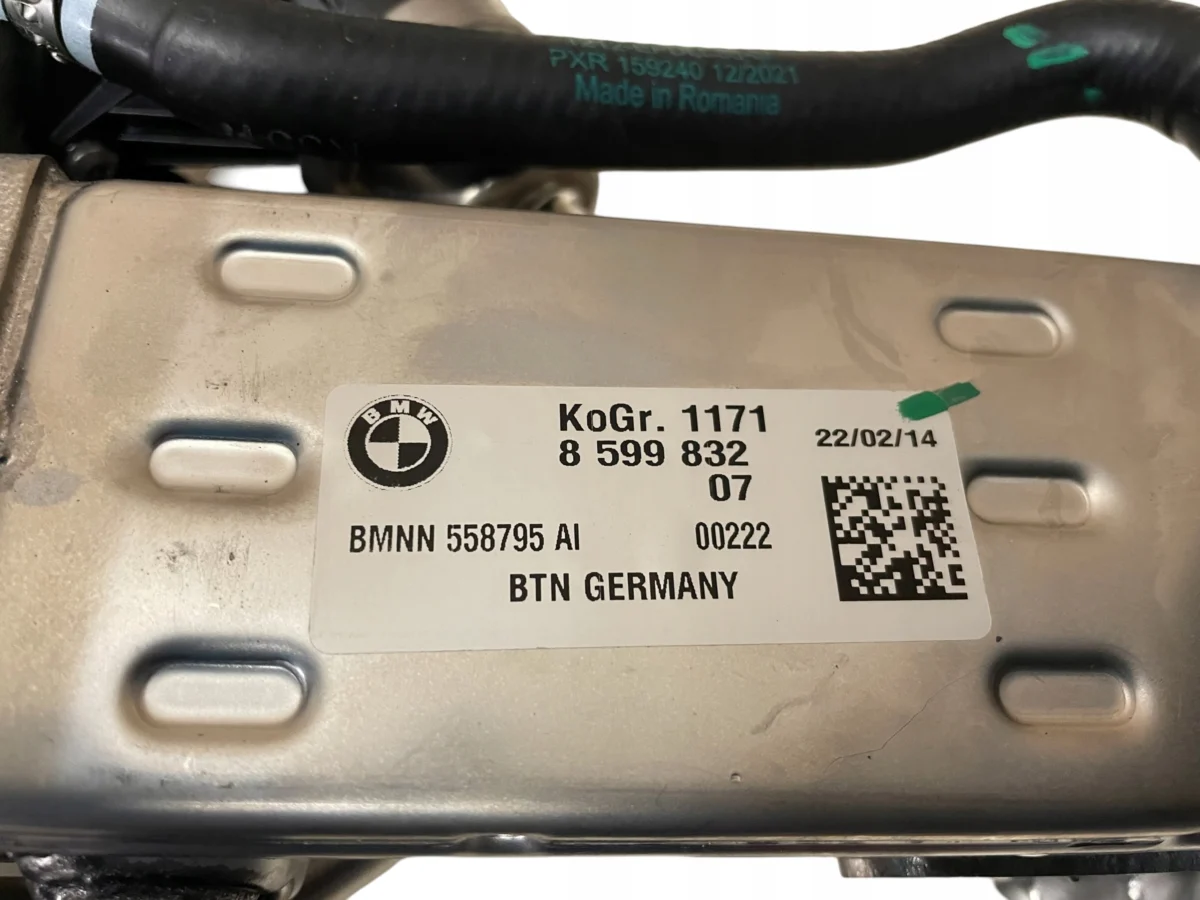 PXR 159240 12/2021
Made in Romania
BMW
KoGr. 1171
8 599 832
22/02/14
07
BMNN 558795 AI 00222
BTN GERMANY